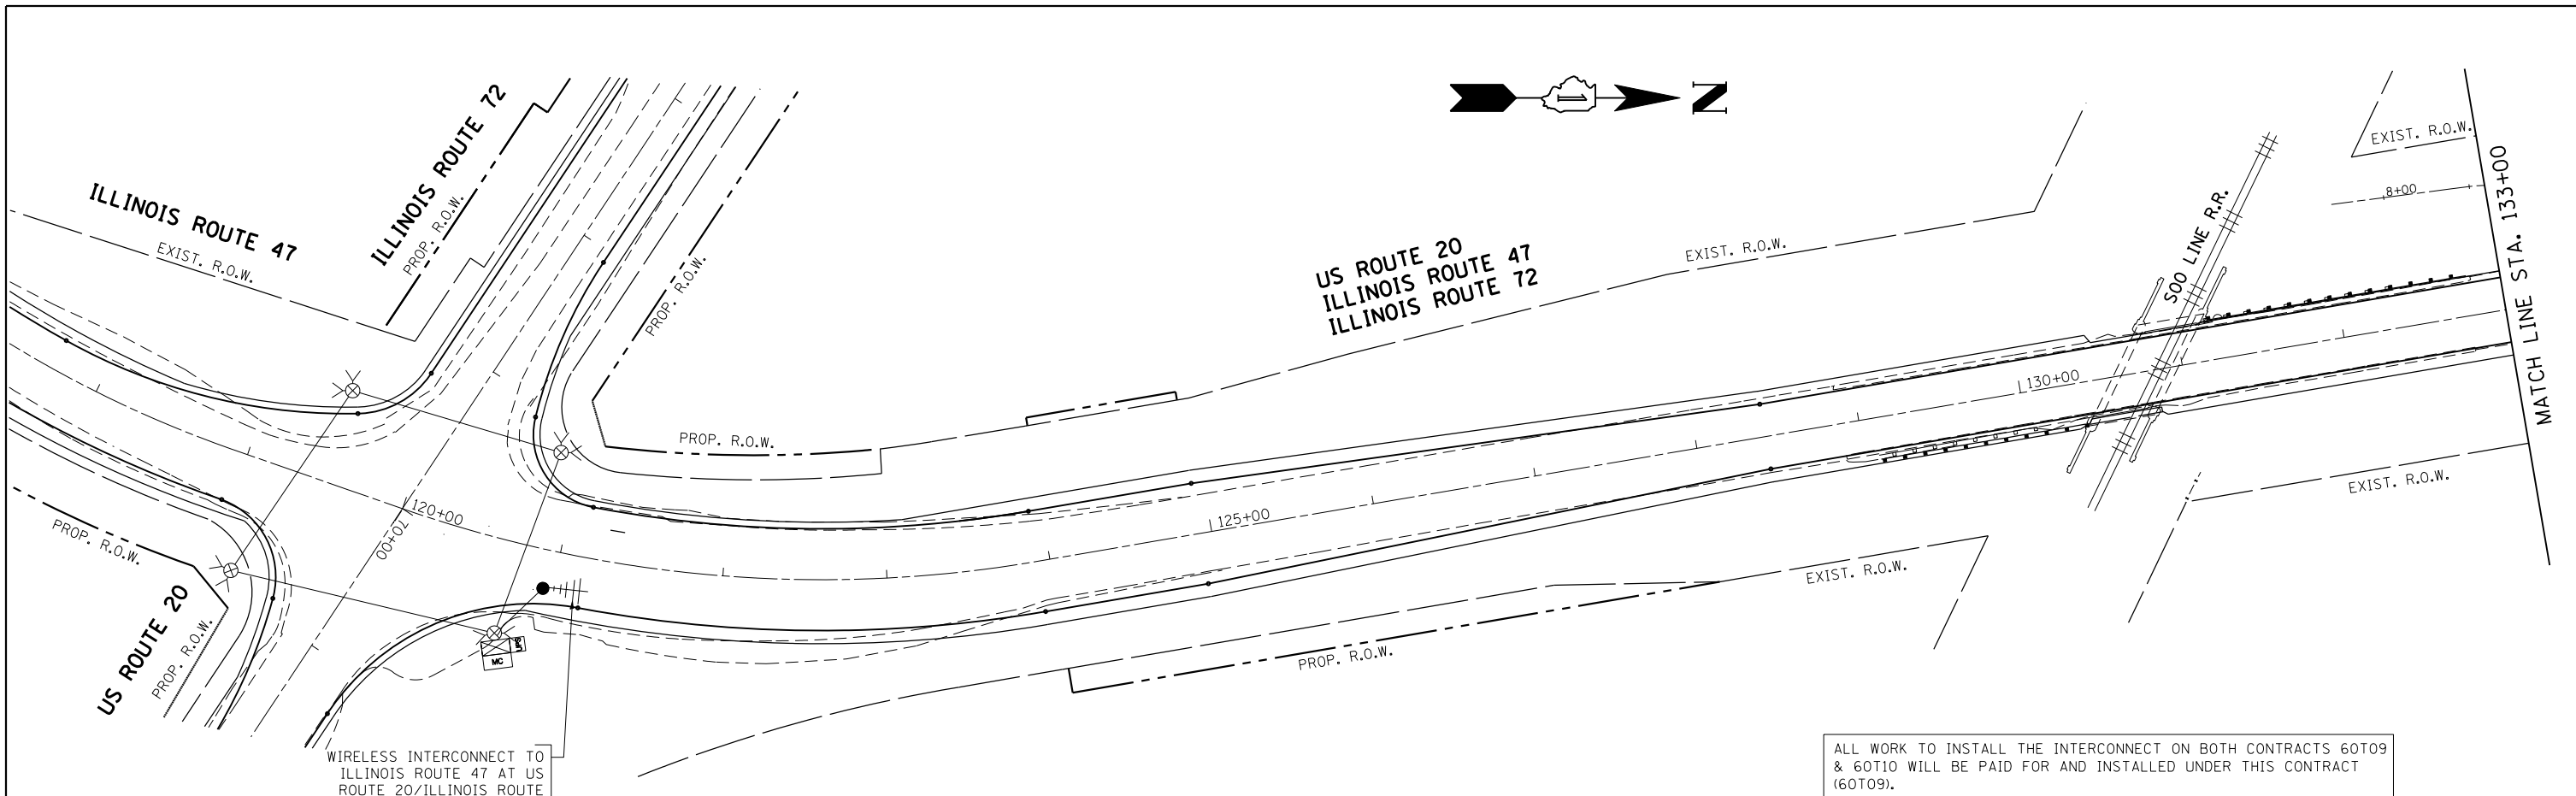 ILLINOIS ROUTE 47
EXIST. R.O.W.
ILLINOIS ROUTE 72
PROP. R.O.W.
PROP. R.O.W.
N
US ROUTE 20
ILLINOIS ROUTE 47
ILLINOIS ROUTE 72
EXIST. R.O.W.
SOO LINE R.R.
EXIST. R.O.W.
8+00
MATCH LINE STA. 133+00
130+00
PROP. R.O.W.
120+00
70+00
125+00
EXIST. R.O.W.
PROP. R.O.W.
US ROUTE 20
PROP. R.O.W.
UPS
MC
EXIST. R.O.W.
PROP. R.O.W.
WIRELESS INTERCONNECT TO
ILLINOIS ROUTE 47 AT US
ROUTE 20/ILLINOIS ROUTE
ALL WORK TO INSTALL THE INTERCONNECT ON BOTH CONTRACTS 60T09
& 60T10 WILL BE PAID FOR AND INSTALLED UNDER THIS CONTRACT
(60T09).